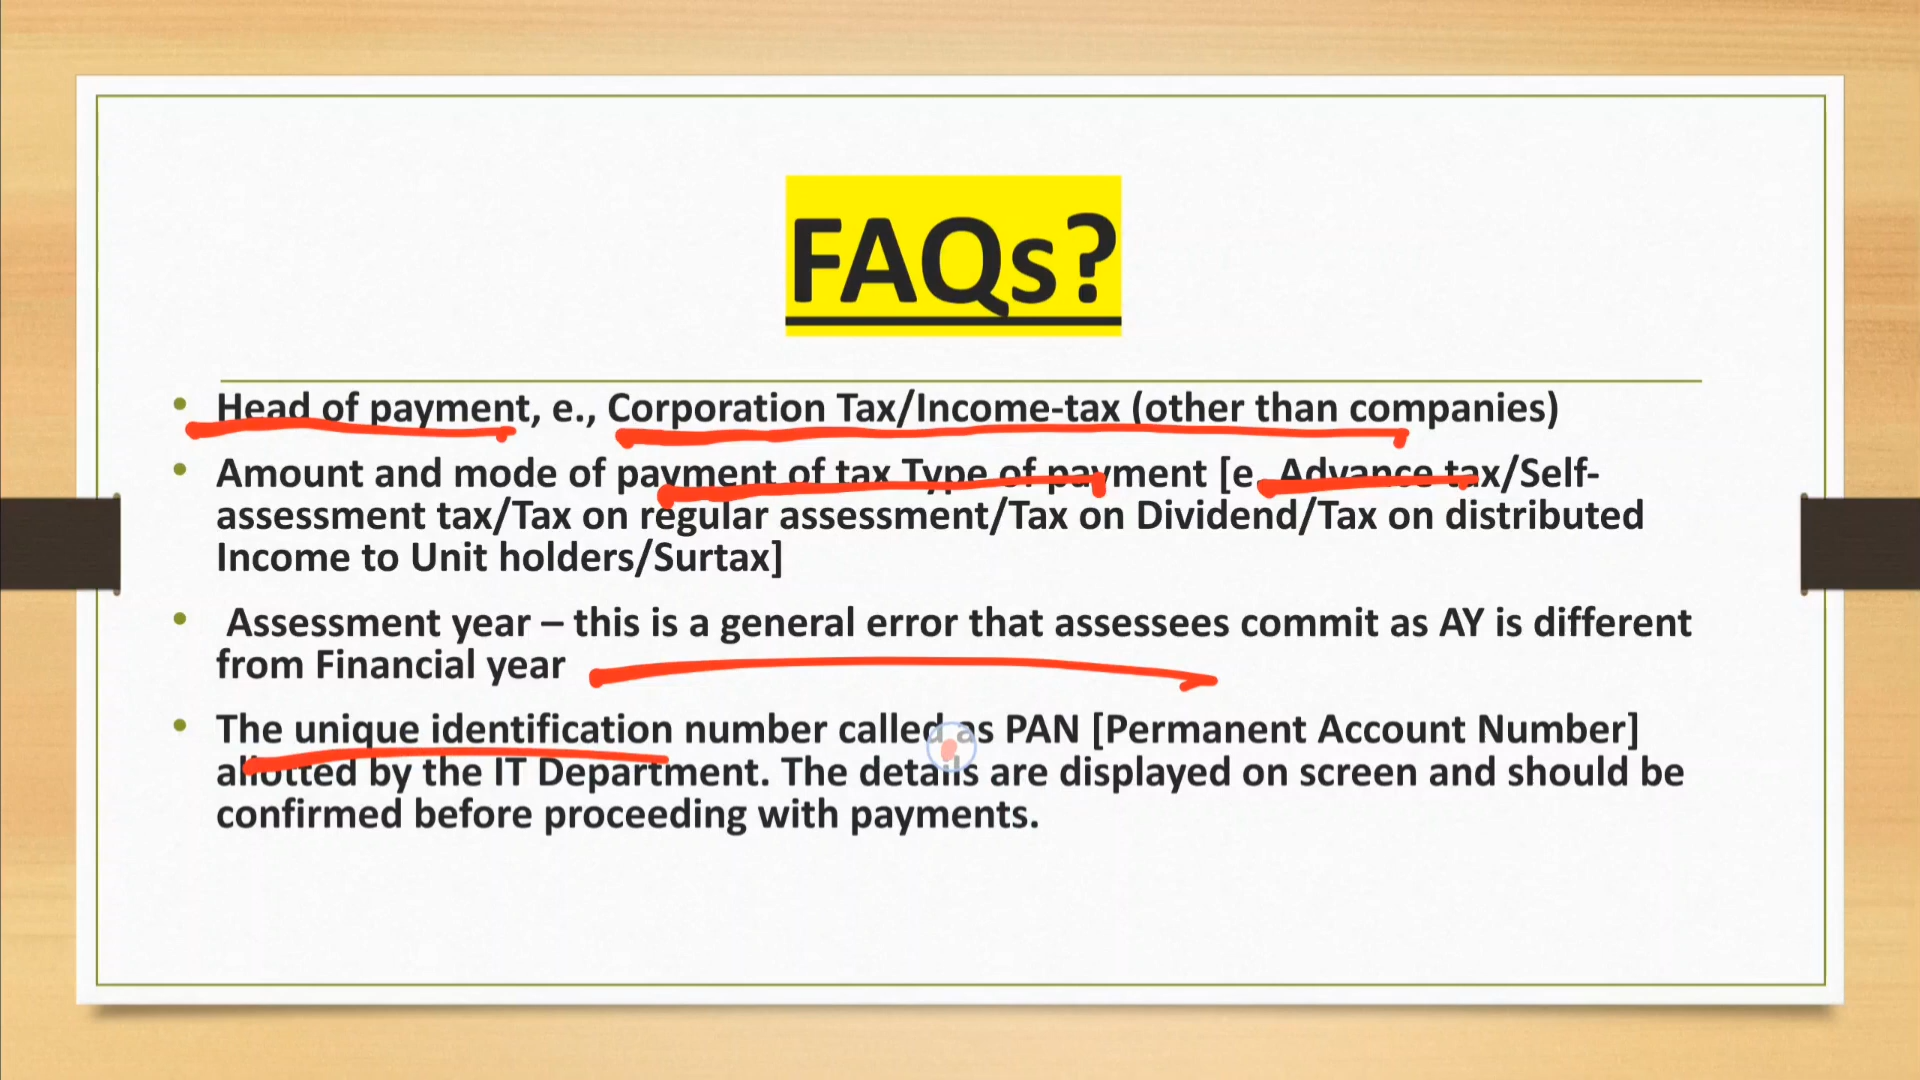 FAQs?
• Head of payment, e., Corporation Tax/Income-tax (other than companies)
• Amount and mode of payment of tax Type of payment [e. Advance tax/Self-
assessment tax/Tax on regular assessment/Tax on Dividend/Tax on distributed
Income to Unit holders/Surtax]
• Assessment year – this is a general error that assessees commit as AY is different
from Financial year
• The unique identification number called as PAN [Permanent Account Number]
allotted by the IT Department. The details are displayed on screen and should be
confirmed before proceeding with payments.